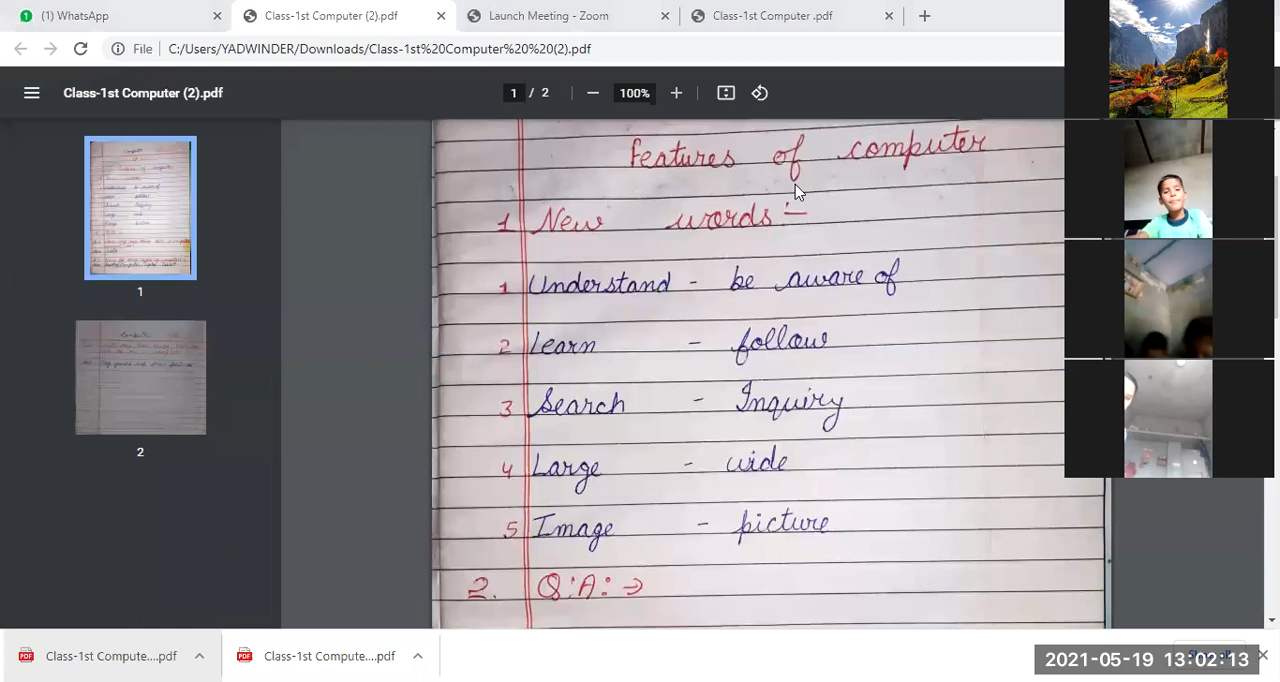 (1) WhatsApp
Class-1st Computer (2).pdf
Launch Meeting - Zoom
Class-1st Computer .pdf
File
C:/Users/YADWINDER/Downloads/Class-1st%20Computer%20%20(2).pdf
Class-1st Computer (2).pdf
1 / 2
100%
Features of computer
1 New words :-
1 Understand - be aware of
2 Learn - follow
3 Search - Inquiry
4 Large - wide
5 Image - picture
2. Q:A:⇒
1
2
Class-1st Compute....pdf
Class-1st Compute....pdf
2021-05-19 13:02:13